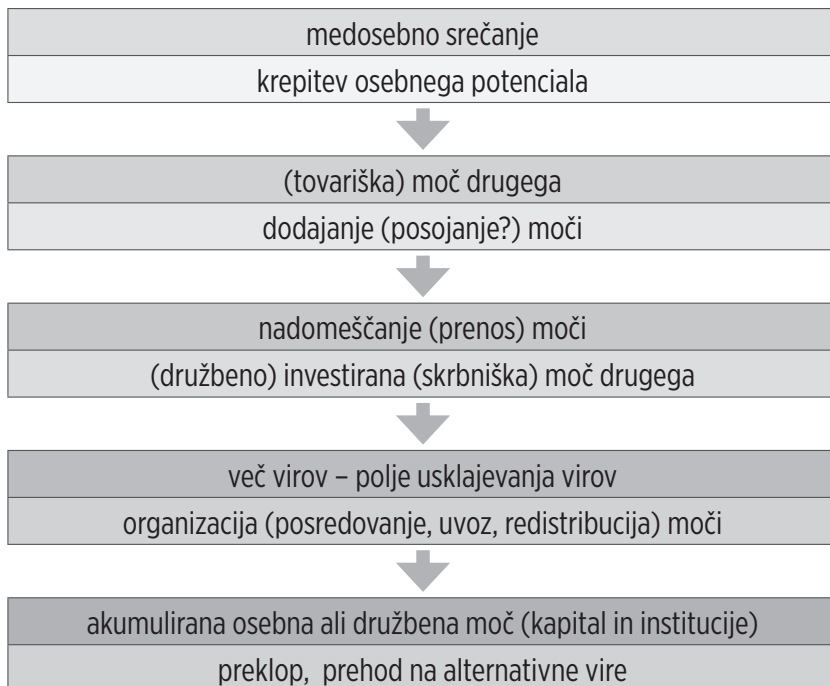 medosebno srečanje
krepitev osebnega potenciala
(tovariška) moč drugega
dodajanje (posojanje?) moči
nadomeščanje (prenos) moči
(družbeno) investirana (skrbniška) moč drugega
več virov – polje usklajevanja virov
organizacija (posredovanje, uvoz, redistribucija) moči
akumulirana osebna ali družbena moč (kapital in institucije)
preklop, prehod na alternativne vire